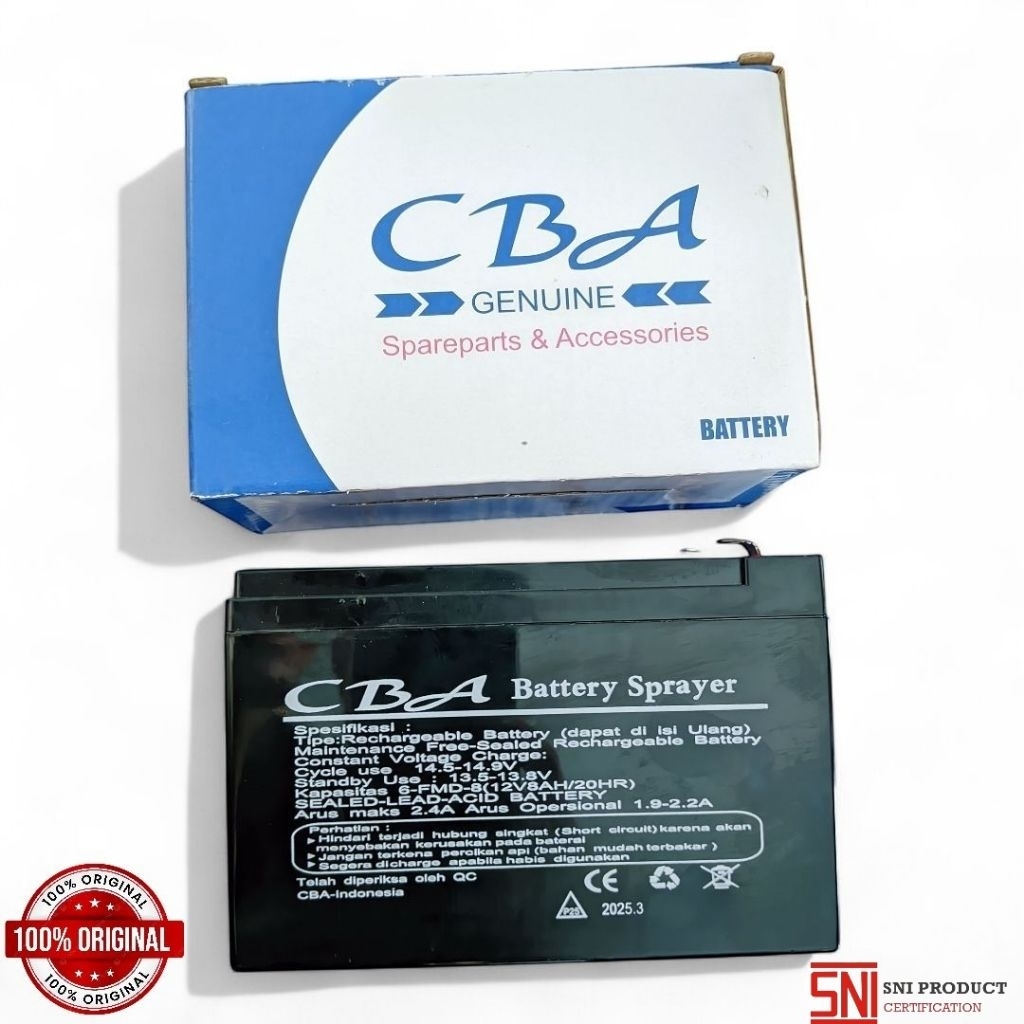 CBA
GENUINE
Spareparts & Accessories
BATTERY
CBA Battery Sprayer
Spesifikasi :
Tipe:Rechargeable Battery (dapat di isi Ulang)
Maintenance Free-Sealed Rechargeable Battery
Constant Voltage Charge:
Cycle use 14.5-14.9V
Standby Use : 13.5-13.8V
Kapasitas 6-FMD-8(12V8AH/20HR)
SEALED-LEAD-ACID BATTERY
Arus maks 2.4A Arus Opersional 1.9-2.2A
Perhatian :
Hindari terjadi hubung singkat (Short circuit) karena akan
menyebakan kerusakan pada baterai
Jangan terkena percikan api (bahan mudah terbakar )
Segera dicharge apabila habis digunakan
Telah diperiksa oleh QC
CBA-Indonesia
CE
P25 2025.3
100% ORIGINAL
100% ORIGINAL
100% ORIGINAL
SNI SNI PRODUCT
CERTIFICATION